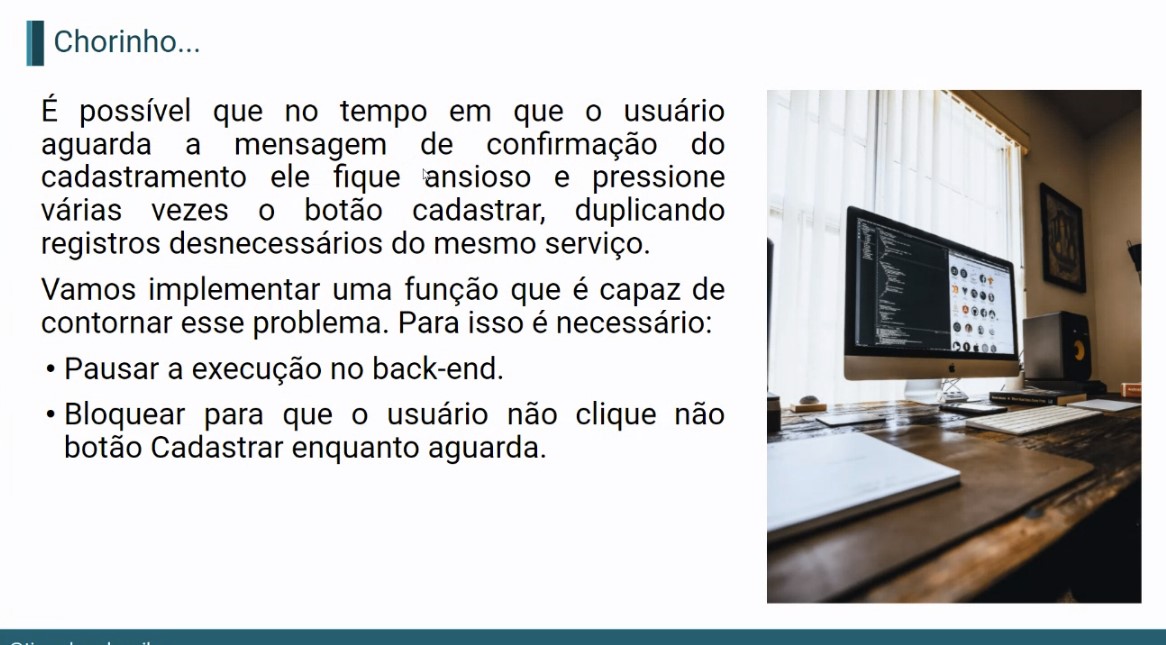 Chorinho...
É possível que no tempo em que o usuário
aguarda a mensagem de confirmação do
cadastramento ele fique ansioso e pressione
várias vezes o botão cadastrar, duplicando
registros desnecessários do mesmo serviço.
Vamos implementar uma função que é capaz de
contornar esse problema. Para isso é necessário:
• Pausar a execução no back-end.
• Bloquear para que o usuário não clique não
botão Cadastrar enquanto aguarda.